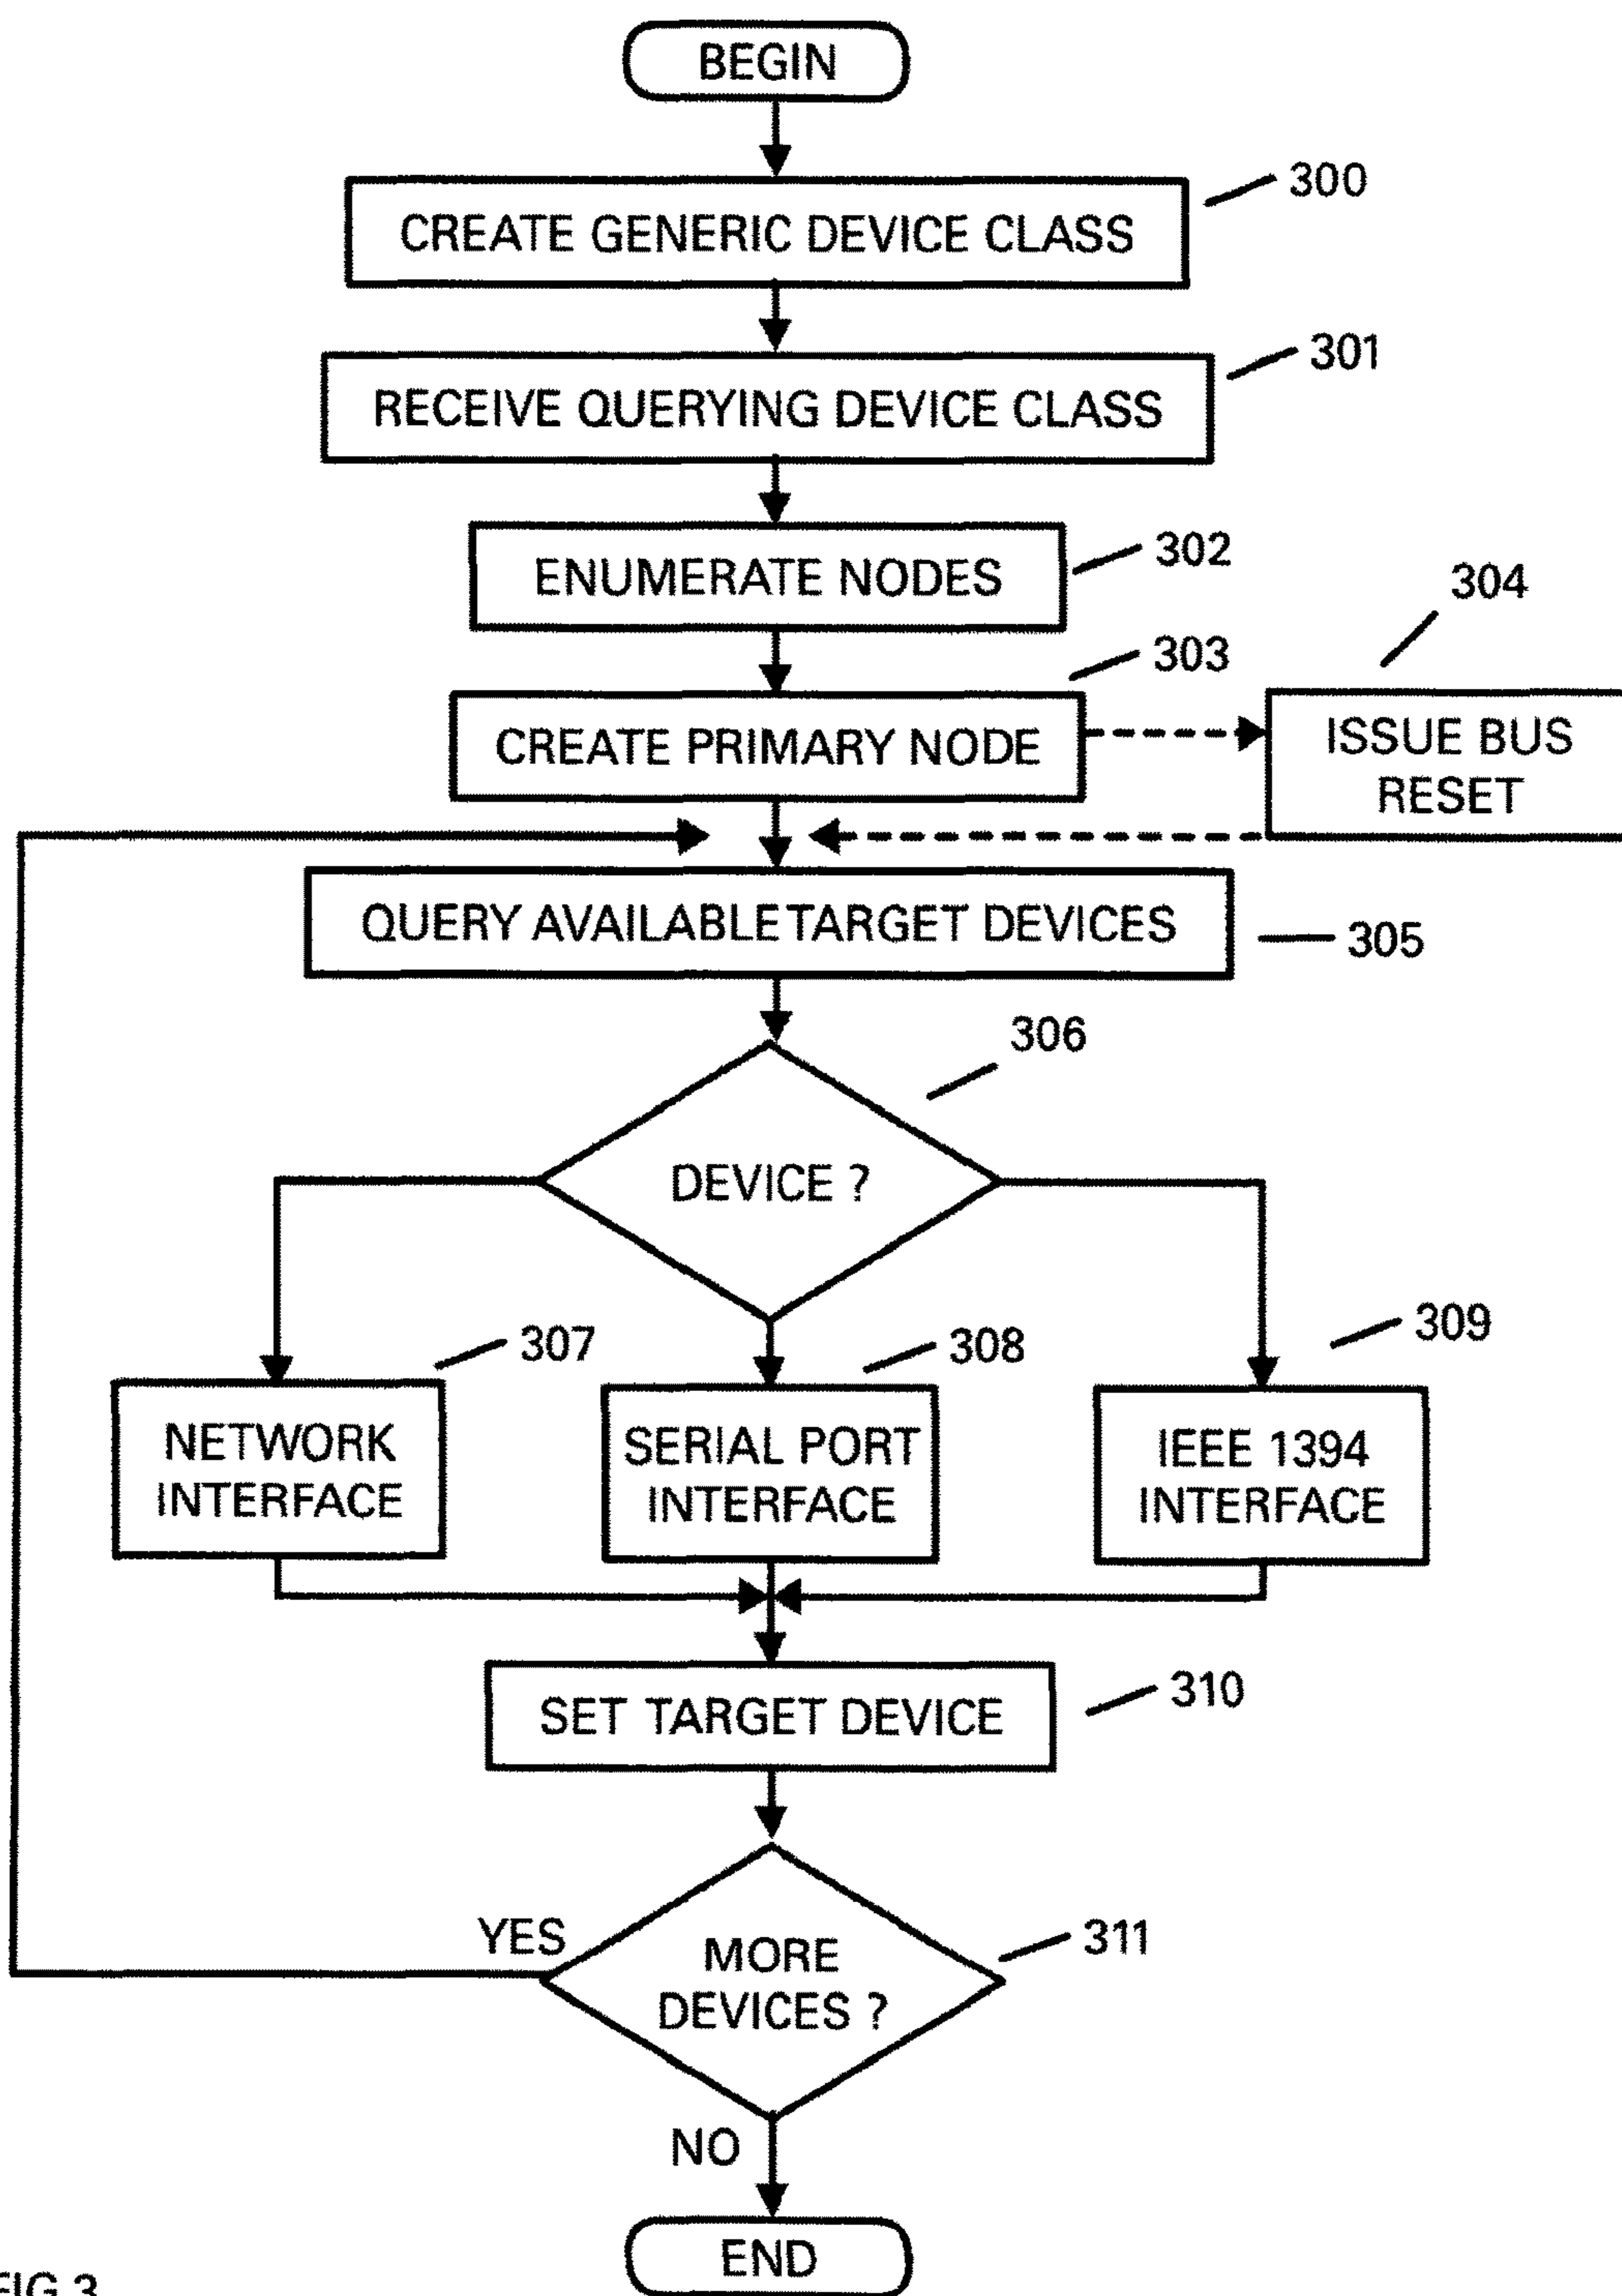 BEGIN
300
CREATE GENERIC DEVICE CLASS
301
RECEIVE QUERYING DEVICE CLASS
302
ENUMERATE NODES
303
304
CREATE PRIMARY NODE
ISSUE BUS
RESET
QUERY AVAILABLE TARGET DEVICES
305
306
DEVICE ?
307
308
309
NETWORK
INTERFACE
SERIAL PORT
INTERFACE
IEEE 1394
INTERFACE
SET TARGET DEVICE
310
YES
MORE
DEVICES ?
311
NO
END
FIG 3